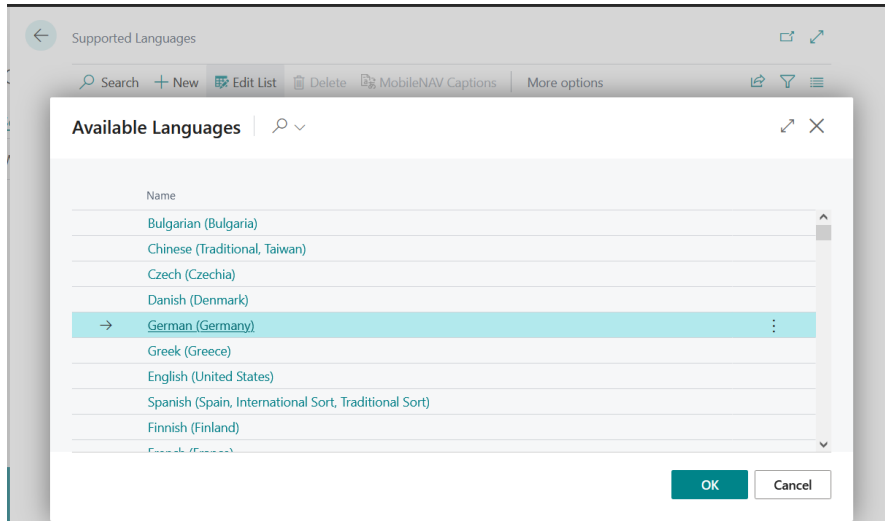 Supported Languages
Search New Edit List Delete MobileNAV Captions More options
Available Languages
Name
Bulgarian (Bulgaria)
Chinese (Traditional, Taiwan)
Czech (Czechia)
Danish (Denmark)
German (Germany)
Greek (Greece)
English (United States)
Spanish (Spain, International Sort, Traditional Sort)
Finnish (Finland)
French (France)
OK Cancel